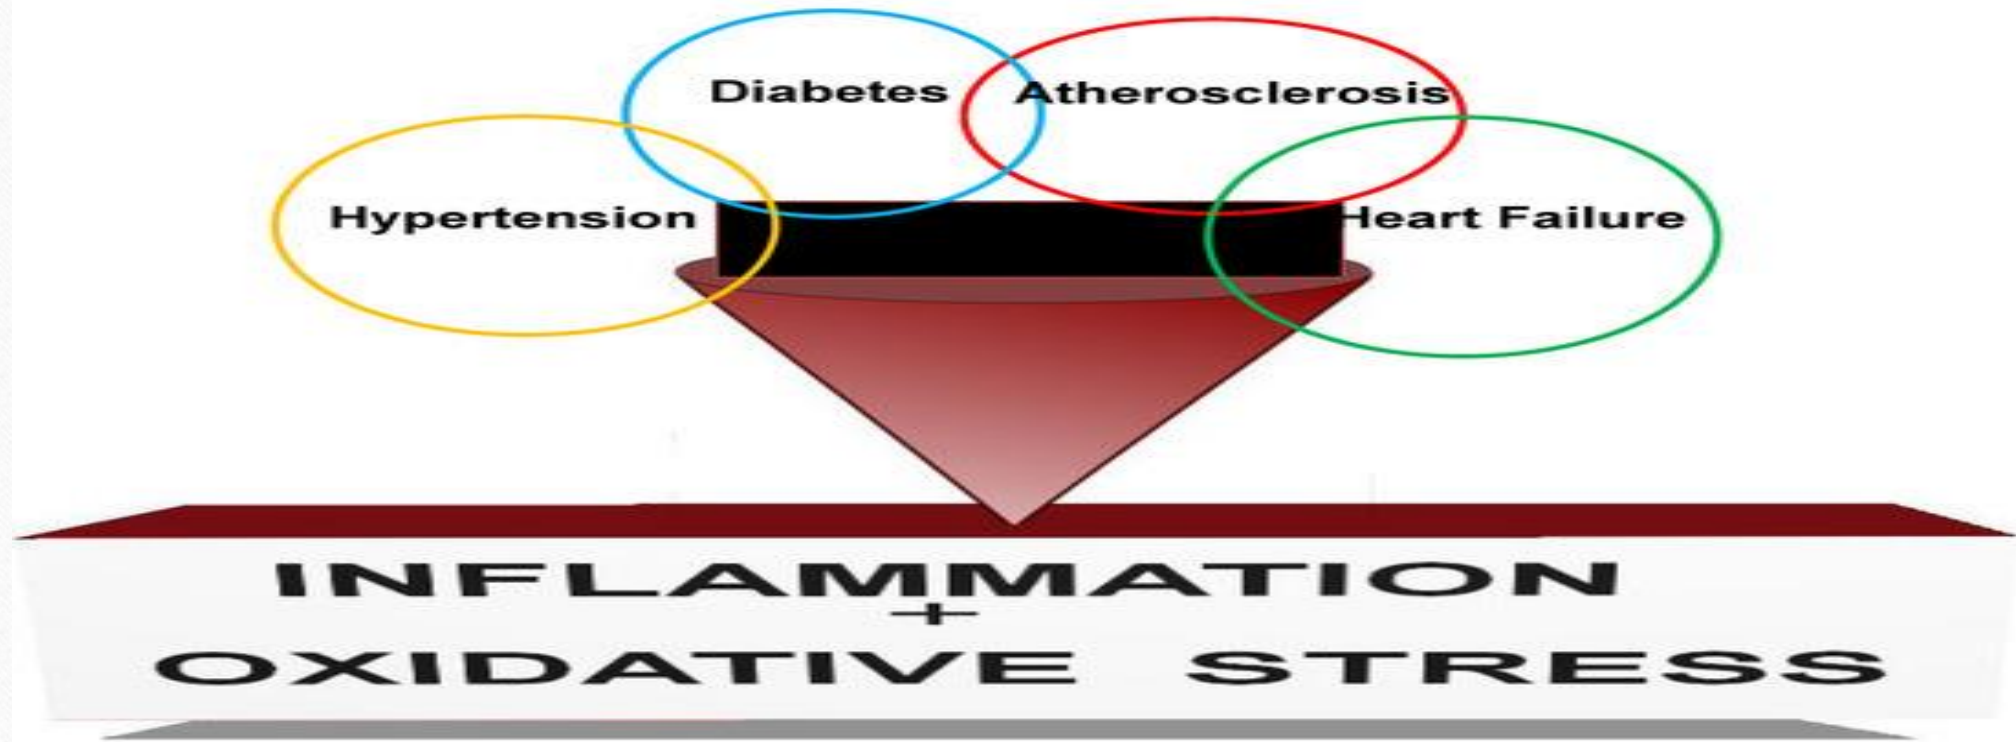 Diabetes
Atherosclerosis
Hypertension
Heart Failure
INFLAMMATION
+
OXIDATIVE STRESS